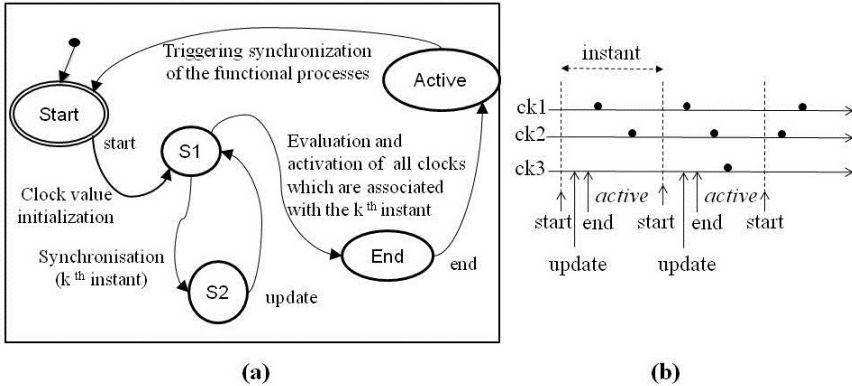 Triggering synchronization
of the functional processes
Active
Start
start
S1
Evaluation and
activation of all clocks
which are associated
with the k th instant
Clock value
initialization
Synchronisation
(k th instant)
S2
update
End
end
(a)
instant
ck1
ck2
ck3
active
active
start
end
start
end
start
update
update
(b)